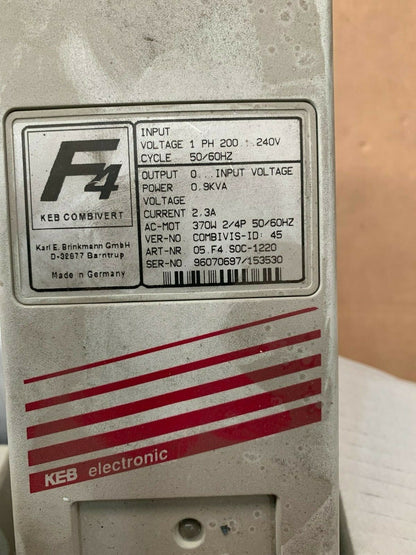 F4
KEB COMBIVERT
Karl E. Brinkmann GmbH
D-32677 Barntrup
Made in Germany
INPUT
VOLTAGE 1 PH 200...240V
CYCLE 50/60HZ
OUTPUT 0...INPUT VOLTAGE
POWER 0.9KVA
VOLTAGE
CURRENT 2.3A
AC-MOT 370W 2/4P 50/60HZ
VER-NO. COMBIVIS-ID: 45
ART-NR. 05.F4 S0C-1220
SER-NO. 96070697/153530
KEB electronic